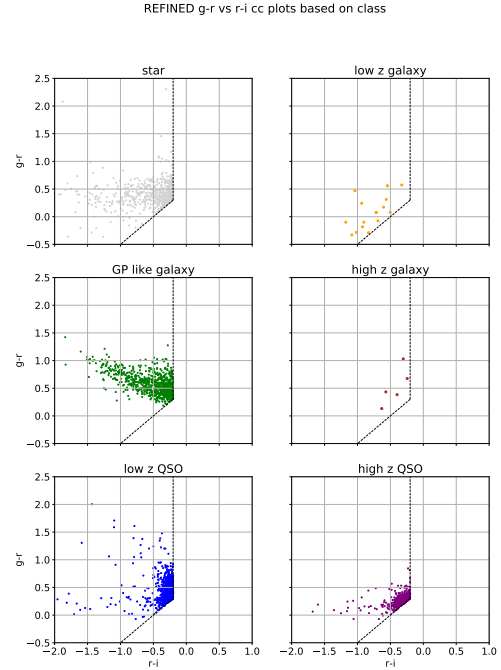 REFINED g-r vs r-i cc plots based on class
star
low z galaxy
2.5
2.0
1.5
1.0
0.5
0.0
−0.5
g-r
GP like galaxy
high z galaxy
2.5
2.0
1.5
1.0
0.5
0.0
−0.5
g-r
low z QSO
high z QSO
2.5
2.0
1.5
1.0
0.5
0.0
−0.5
g-r
−2.0 −1.5 −1.0 −0.5 0.0 0.5 1.0
−2.0 −1.5 −1.0 −0.5 0.0 0.5 1.0
r-i
r-i